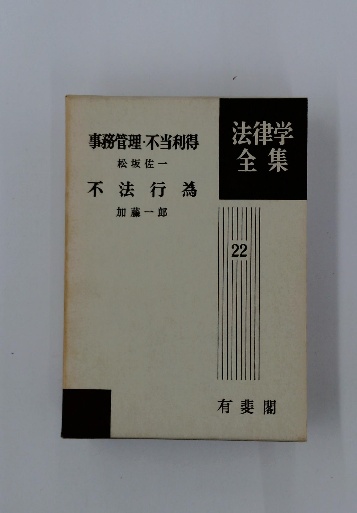 事務管理・不当利得
松坂佐一
不法行為
加藤一郎
法律学
全集
22
有斐閣